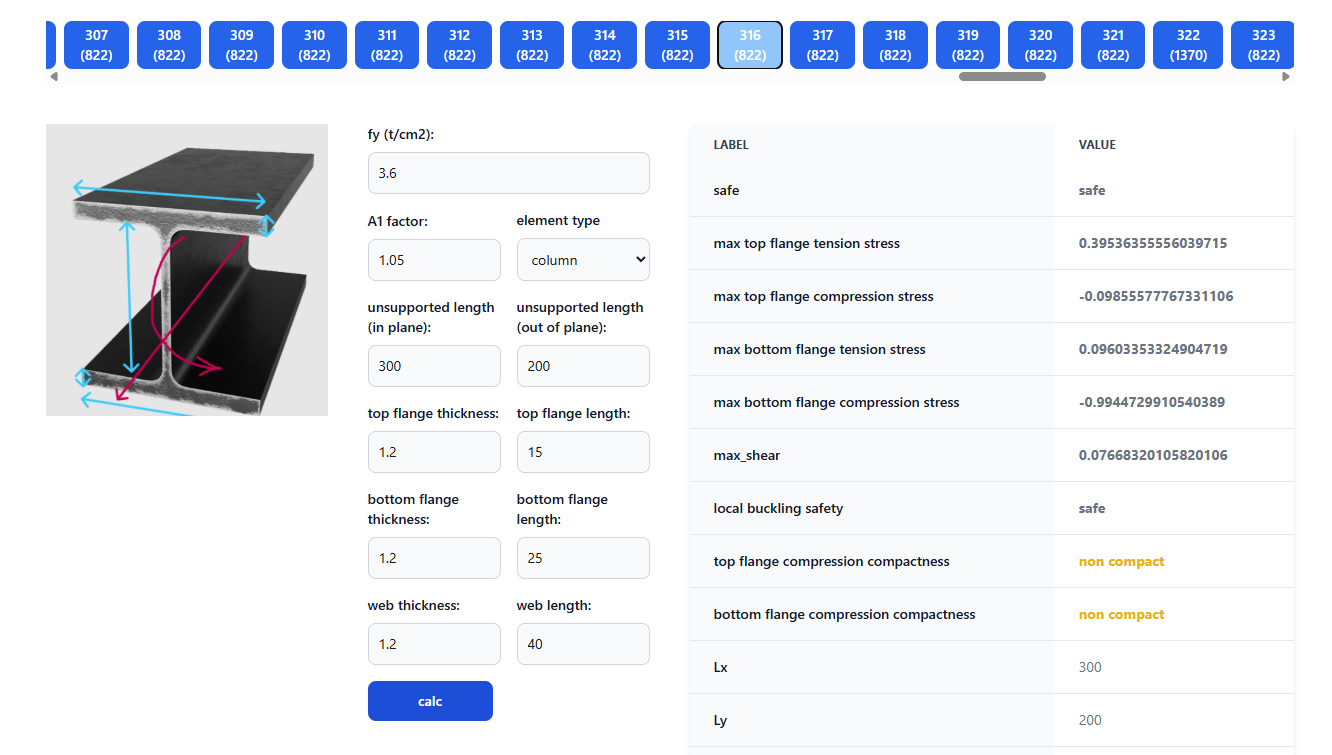 307 308 309 310 311 312 313 314 315 316 317 318 319 320 321 322 323
(822) (822) (822) (822) (822) (822) (822) (822) (822) (822) (822) (822) (822) (822) (822) (1370) (822)
fy (t/cm2):
3.6
A1 factor: element type
1.05 column
unsupported length unsupported length
(in plane): (out of plane):
300 200
top flange thickness: top flange length:
1.2 15
bottom flange bottom flange
thickness: length:
1.2 25
web thickness: web length:
1.2 40
calc
LABEL VALUE
safe safe
max top flange tension stress 0.39536355556039715
max top flange compression stress -0.09855577767331106
max bottom flange tension stress 0.09603353324904719
max bottom flange compression stress -0.9944729910540389
max_shear 0.07668320105820106
local buckling safety safe
top flange compression compactness non compact
bottom flange compression compactness non compact
Lx 300
Ly 200